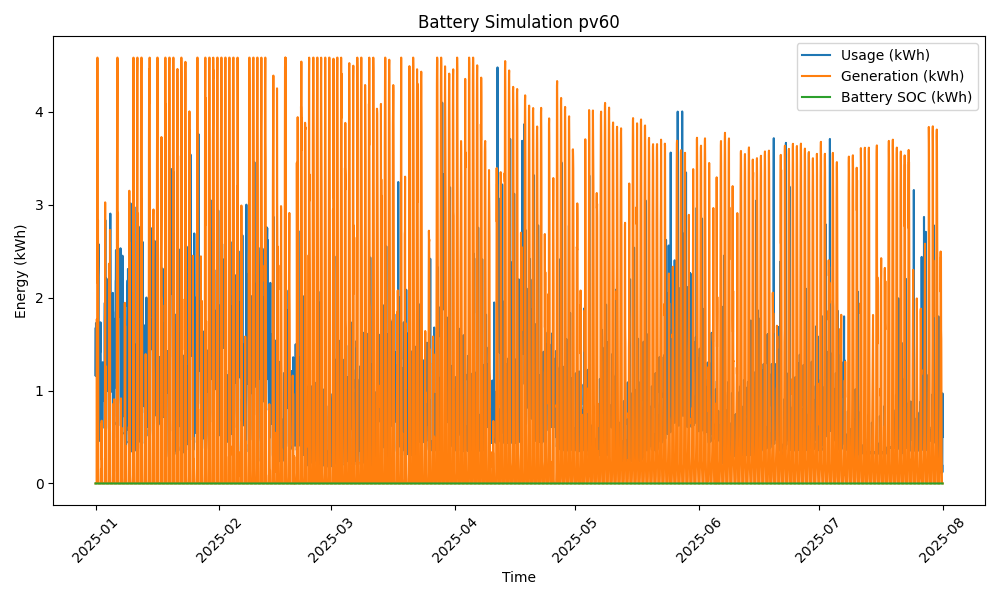 Battery Simulation pv60
Usage (kWh)
Generation (kWh)
Battery SOC (kWh)
Energy (kWh)
4
3
2
1
0
2025-01
2025-02
2025-03
2025-04
2025-05
2025-06
2025-07
2025-08
Time